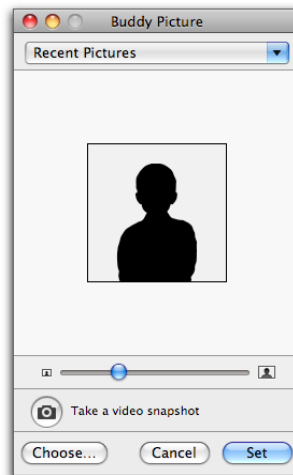 Buddy Picture
Recent Pictures
Take a video snapshot
Choose... Cancel Set